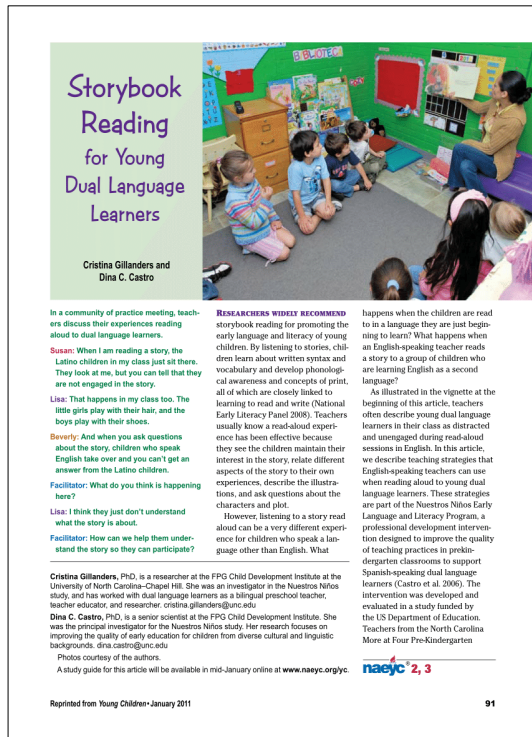 Storybook
Reading
for Young
Dual Language
Learners
Cristina Gillanders and
Dina C. Castro
BIBLIOTEC
In a community of practice meeting, teach-
ers discuss their experiences reading
aloud to dual language learners.
Susan: When I am reading a story, the
Latino children in my class just sit there.
They look at me, but you can tell that they
are not engaged in the story.
Lisa: That happens in my class too. The
little girls play with their hair, and the
boys play with their shoes.
Beverly: And when you ask questions
about the story, children who speak
English take over and you can't get an
answer from the Latino children.
Facilitator: What do you think is happening
here?
Lisa: I think they just don't understand
what the story is about.
Facilitator: How can we help them under-
stand the story so they can participate?
RESEARCHERS WIDELY RECOMMEND
storybook reading for promoting the
early language and literacy of young
children. By listening to stories, chil-
dren learn about written syntax and
vocabulary and develop phonologi-
cal awareness and concepts of print,
all of which are closely linked to
learning to read and write (National
Early Literacy Panel 2008). Teachers
usually know a read-aloud experi-
ence has been effective because
they see the children maintain their
interest in the story, relate different
aspects of the story to their own
experiences, describe the illustra-
tions, and ask questions about the
characters and plot.
However, listening to a story read
aloud can be a very different experi-
ence for children who speak a lan-
guage other than English. What
happens when the children are read
to in a language they are just begin-
ning to learn? What happens when
an English-speaking teacher reads
a story to a group of children who
are learning English as a second
language?
As illustrated in the vignette at the
beginning of this article, teachers
often describe young dual language
learners in their class as distracted
and unengaged during read-aloud
sessions in English. In this article,
we describe teaching strategies that
English-speaking teachers can use
when reading aloud to young dual
language learners. These strategies
are part of the Nuestros Niños Early
Language and Literacy Program, a
professional development interven-
tion designed to improve the quality
of teaching practices in prekin-
dergarten classrooms to support
Spanish-speaking dual language
learners (Castro et al. 2006). The
intervention was developed and
evaluated in a study funded by
the US Department of Education.
Teachers from the North Carolina
More at Four Pre-Kindergarten
Cristina Gillanders, PhD, is a researcher at the FPG Child Development Institute at the
University of North Carolina–Chapel Hill. She was an investigator in the Nuestros Niños
study, and has worked with dual language learners as a bilingual preschool teacher,
teacher educator, and researcher. cristina.gillanders@unc.edu
Dina C. Castro, PhD, is a senior scientist at the FPG Child Development Institute. She
was the principal investigator for the Nuestros Niños study. Her research focuses on
improving the quality of early education for children from diverse cultural and linguistic
backgrounds. dina.castro@unc.edu
Photos courtesy of the authors.
A study guide for this article will be available in mid-January online at www.naeyc.org/yc.
naeyc® 2, 3
Reprinted from Young Children • January 2011
91